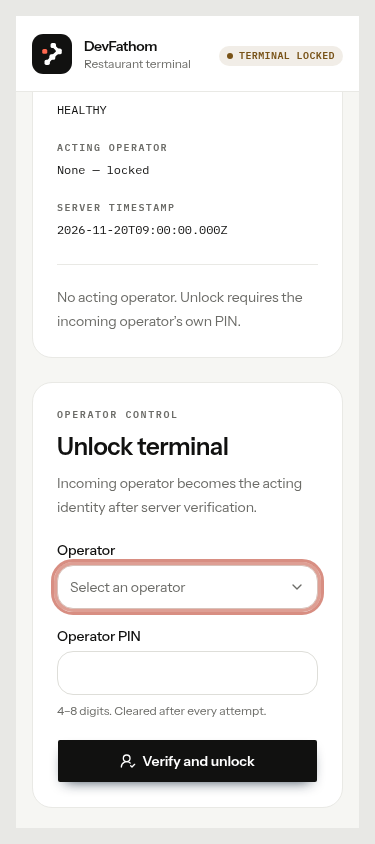 DevFathom
Restaurant terminal
TERMINAL LOCKED
HEALTHY
ACTING OPERATOR
None — locked
SERVER TIMESTAMP
2026-11-20T09:00:00.000Z
No acting operator. Unlock requires the
incoming operator's own PIN.
OPERATOR CONTROL
Unlock terminal
Incoming operator becomes the acting
identity after server verification.
Operator
Select an operator
Operator PIN
4–8 digits. Cleared after every attempt.
Verify and unlock